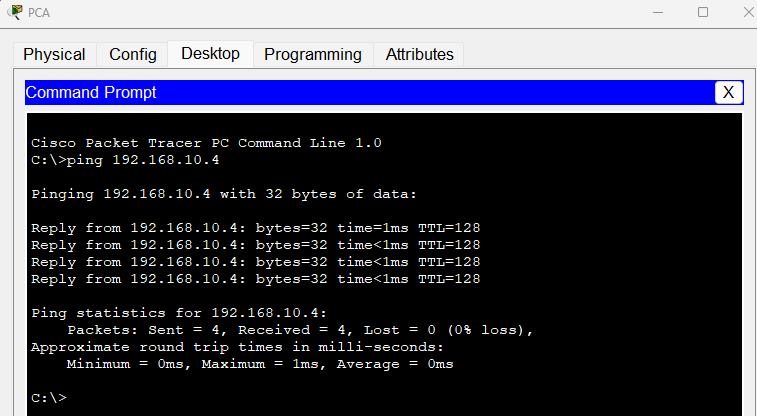 PCA
Physical Config Desktop Programming Attributes
Command Prompt X
Cisco Packet Tracer PC Command Line 1.0
C:\>ping 192.168.10.4
Pinging 192.168.10.4 with 32 bytes of data:
Reply from 192.168.10.4: bytes=32 time=1ms TTL=128
Reply from 192.168.10.4: bytes=32 time<1ms TTL=128
Reply from 192.168.10.4: bytes=32 time<1ms TTL=128
Reply from 192.168.10.4: bytes=32 time<1ms TTL=128
Ping statistics for 192.168.10.4:
    Packets: Sent = 4, Received = 4, Lost = 0 (0% loss),
Approximate round trip times in milli-seconds:
    Minimum = 0ms, Maximum = 1ms, Average = 0ms
C:\>